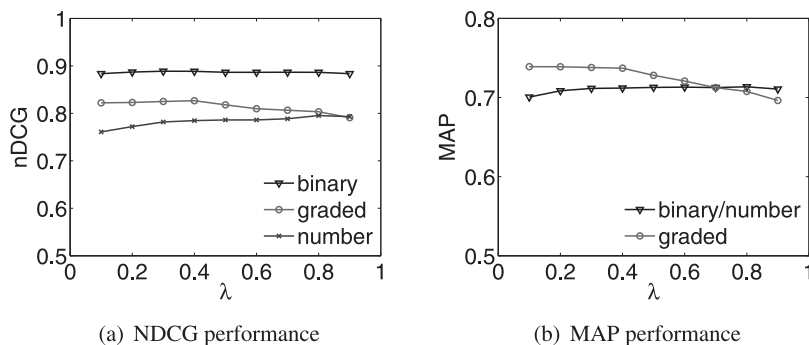 1
0.9
0.8
0.7
0.6
0.5
nDCG
0 0.2 0.4 0.6 0.8 1
λ
binary
graded
number
(a) NDCG performance
0.8
0.7
0.6
0.5
MAP
0 0.2 0.4 0.6 0.8 1
λ
binary/number
graded
(b) MAP performance